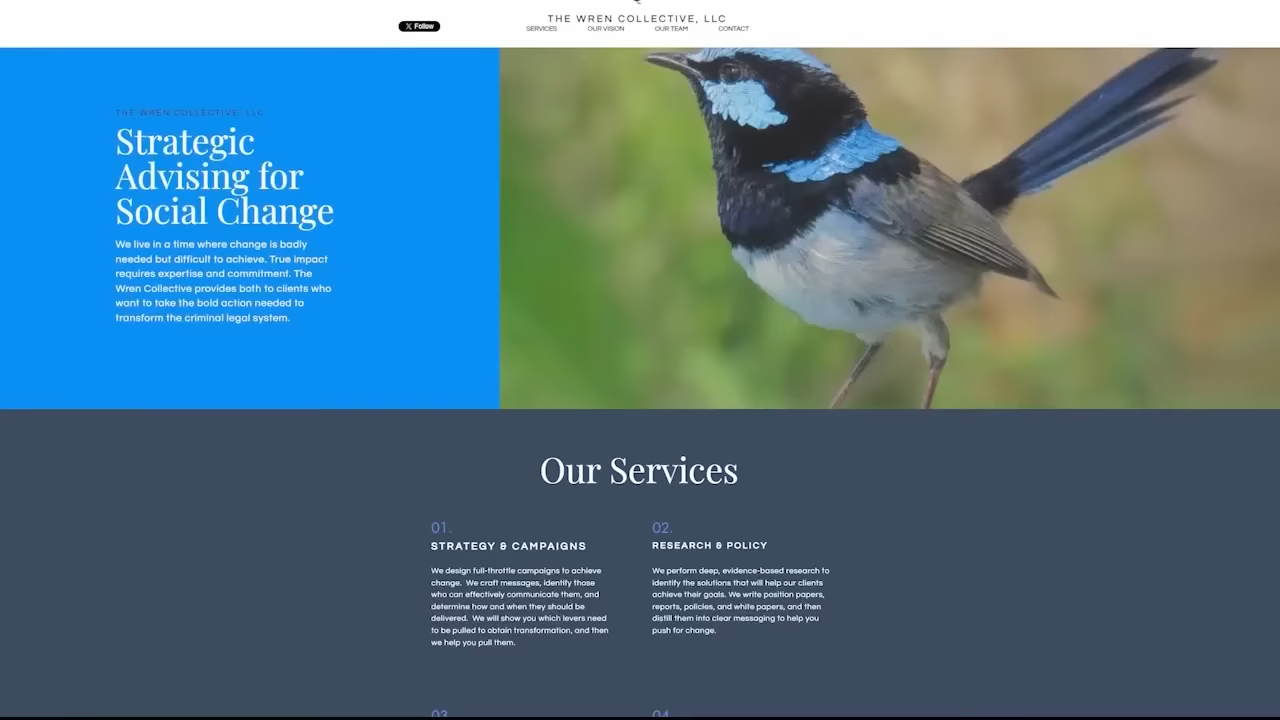 THE WREN COLLECTIVE, LLC
Follow
SERVICES OUR VISION OUR TEAM CONTACT
THE WREN COLLECTIVE, LLC
Strategic
Advising for
Social Change
We live in a time where change is badly
needed but difficult to achieve. True impact
requires expertise and commitment. The
Wren Collective provides both to clients who
want to take the bold action needed to
transform the criminal legal system.
Our Services
01.
STRATEGY & CAMPAIGNS
We design full-throttle campaigns to achieve
change. We craft messages, identify those
who can effectively communicate them, and
determine how and when they should be
delivered. We will show you which levers need
to be pulled to obtain transformation, and then
we help you pull them.
02.
RESEARCH & POLICY
We perform deep, evidence-based research to
identify the solutions that will help our clients
achieve their goals. We write position papers,
reports, policies, and white papers, and then
distill them into clear messaging to help you
push for change.
03.
04.